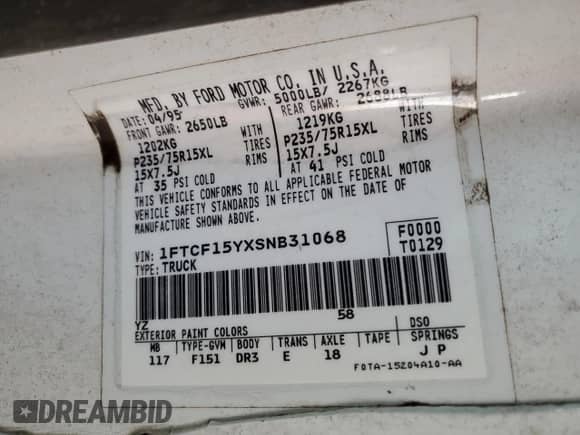 MFD. BY FORD MOTOR CO. IN U.S.A.
DATE: 04/95 GVWR: 5000LB/ 2267KG
FRONT GAWR: 2650LB REAR GAWR: 2688LB
1202KG WITH 1219KG WITH
P235/75R15XL TIRES P235/75R15XL TIRES
15X7.5J RIMS 15X7.5J RIMS
AT 35 PSI COLD AT 41 PSI COLD
THIS VEHICLE CONFORMS TO ALL APPLICABLE FEDERAL MOTOR
VEHICLE SAFETY STANDARDS IN EFFECT ON THE DATE OF
MANUFACTURE SHOWN ABOVE.
VIN: 1FTCF15YXSNB31068 F0000
TYPE: TRUCK T0129
YZ 58
EXTERIOR PAINT COLORS DSO
WB TYPE-GVM BODY TRANS AXLE TAPE SPRINGS
117 F151 DR3 E 18 J P
F0TA-15204A10-AA
DREAMBID